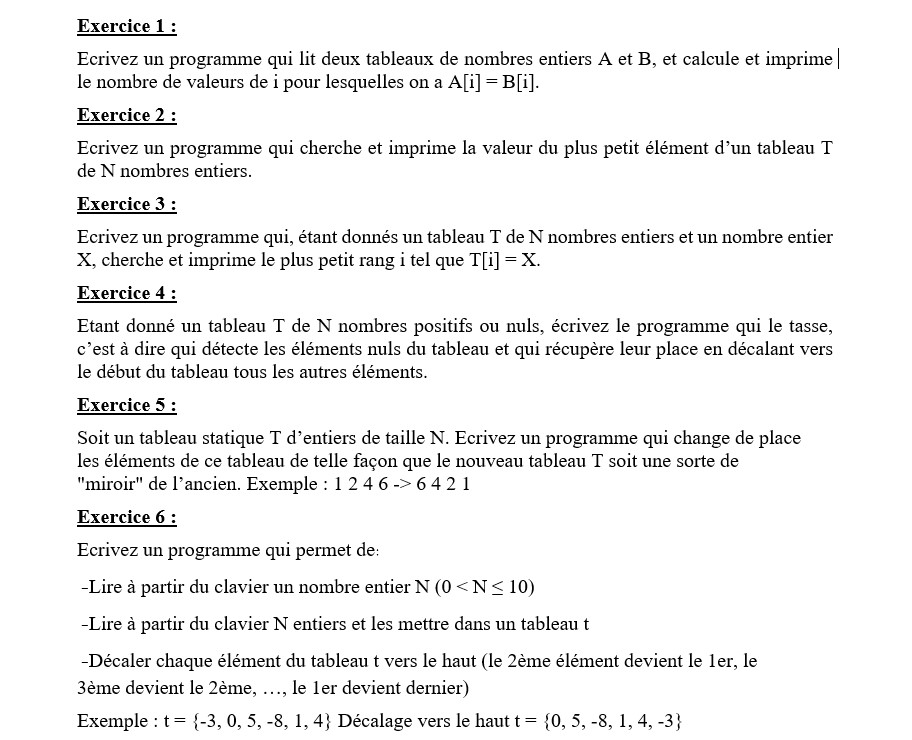 Exercice 1 :
Ecrivez un programme qui lit deux tableaux de nombres entiers A et B, et calcule et imprime
le nombre de valeurs de i pour lesquelles on a A[i] = B[i].
Exercice 2 :
Ecrivez un programme qui cherche et imprime la valeur du plus petit élément d’un tableau T
de N nombres entiers.
Exercice 3 :
Ecrivez un programme qui, étant donnés un tableau T de N nombres entiers et un nombre entier
X, cherche et imprime le plus petit rang i tel que T[i] = X.
Exercice 4 :
Etant donné un tableau T de N nombres positifs ou nuls, écrivez le programme qui le tasse,
c’est à dire qui détecte les éléments nuls du tableau et qui récupère leur place en décalant vers
le début du tableau tous les autres éléments.
Exercice 5 :
Soit un tableau statique T d’entiers de taille N. Ecrivez un programme qui change de place
les éléments de ce tableau de telle façon que le nouveau tableau T soit une sorte de
"miroir" de l’ancien. Exemple : 1 2 4 6 -> 6 4 2 1
Exercice 6 :
Ecrivez un programme qui permet de:
-Lire à partir du clavier un nombre entier N (0 < N ≤ 10)
-Lire à partir du clavier N entiers et les mettre dans un tableau t
-Décaler chaque élément du tableau t vers le haut (le 2ème élément devient le 1er, le
3ème devient le 2ème, …, le 1er devient dernier)
Exemple : t = {-3, 0, 5, -8, 1, 4} Décalage vers le haut t = {0, 5, -8, 1, 4, -3}